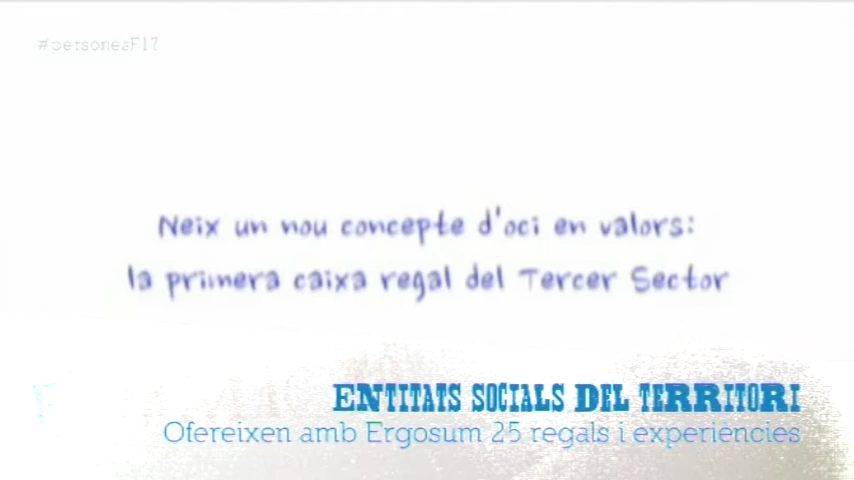 #personesF17
Neix un nou concepte d'oci en valors:
la primera caixa regal del Tercer Sector
ENTITATS SOCIALS DEL TERRITORI
Ofereixen amb Ergosum 25 regals i experiències